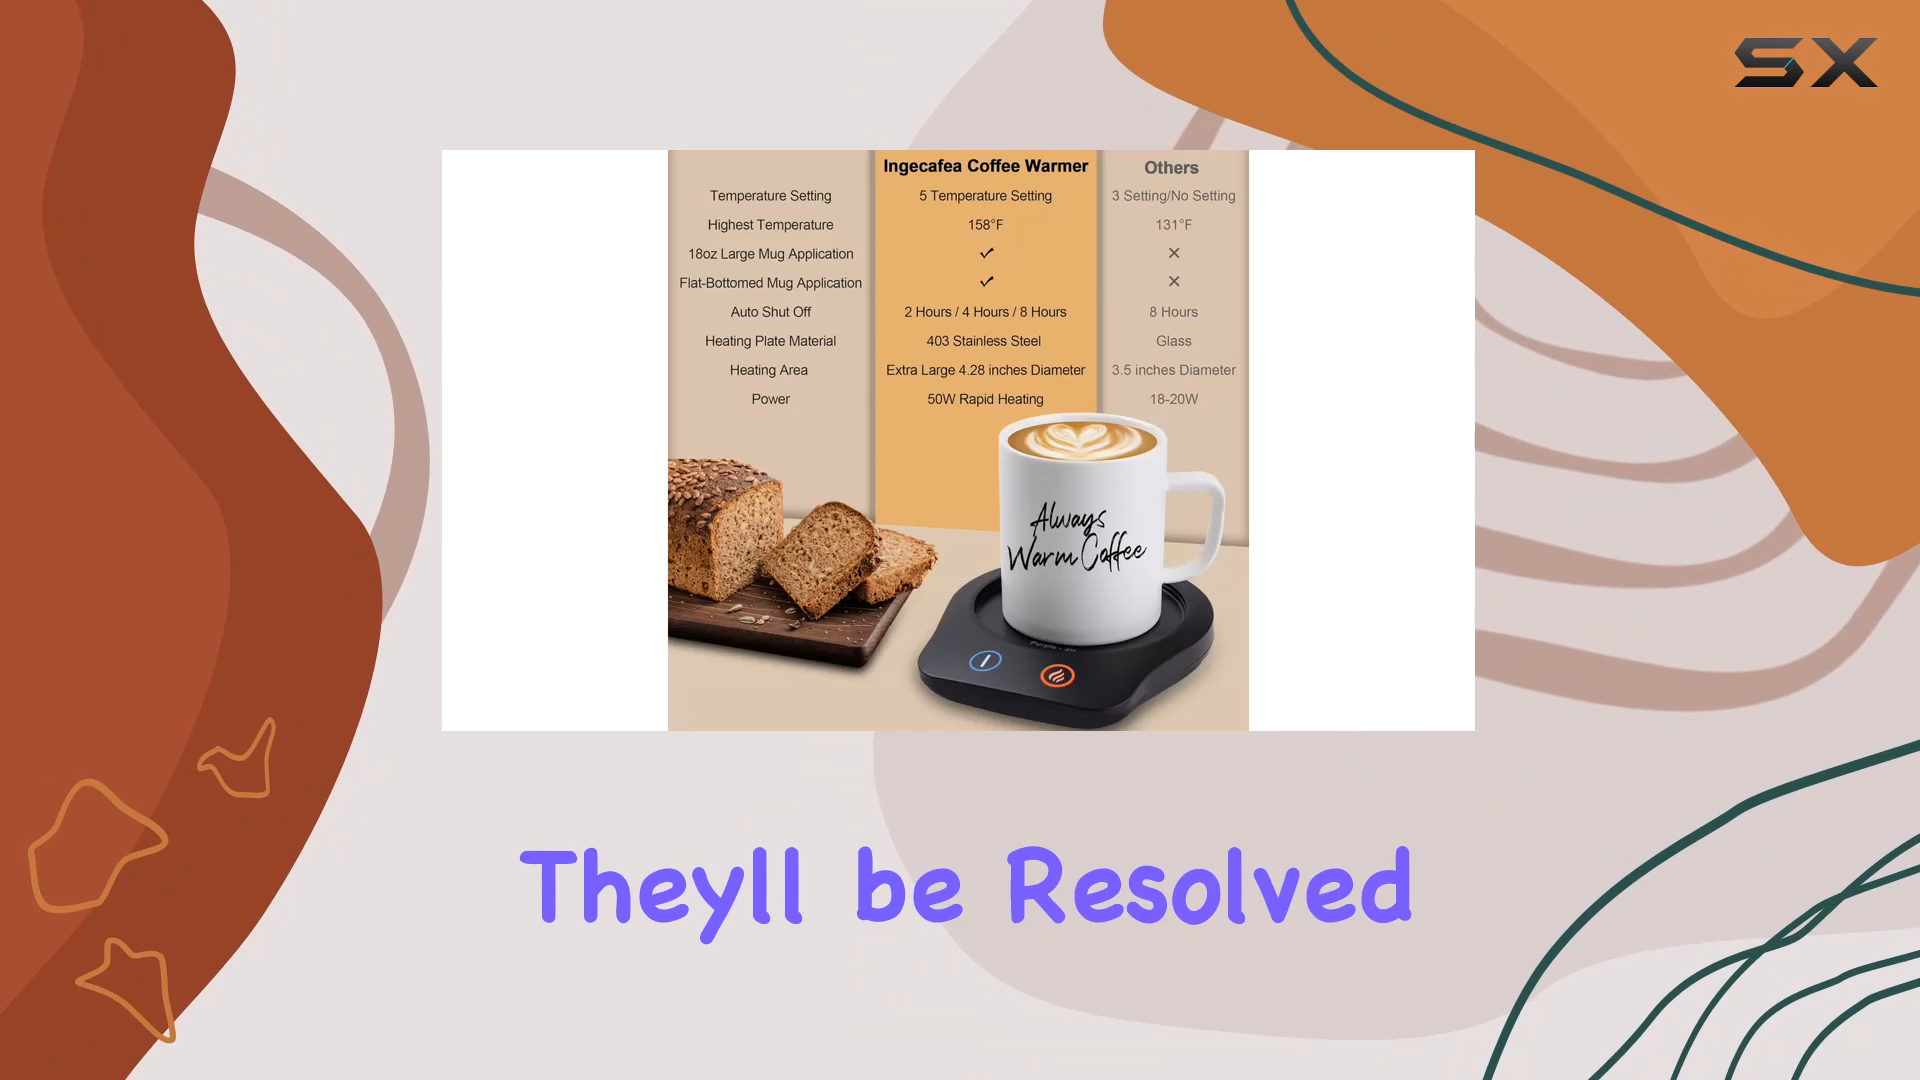 SX
Ingecafea Coffee Warmer Others
Temperature Setting 5 Temperature Setting 3 Setting/No Setting
Highest Temperature 158°F 131°F
18oz Large Mug Application ✓ ✕
Flat-Bottomed Mug Application ✓ ✕
Auto Shut Off 2 Hours / 4 Hours / 8 Hours 8 Hours
Heating Plate Material 403 Stainless Steel Glass
Heating Area Extra Large 4.28 inches Diameter 3.5 inches Diameter
Power 50W Rapid Heating 18-20W
Always
Warm Coffee
Theyll be Resolved